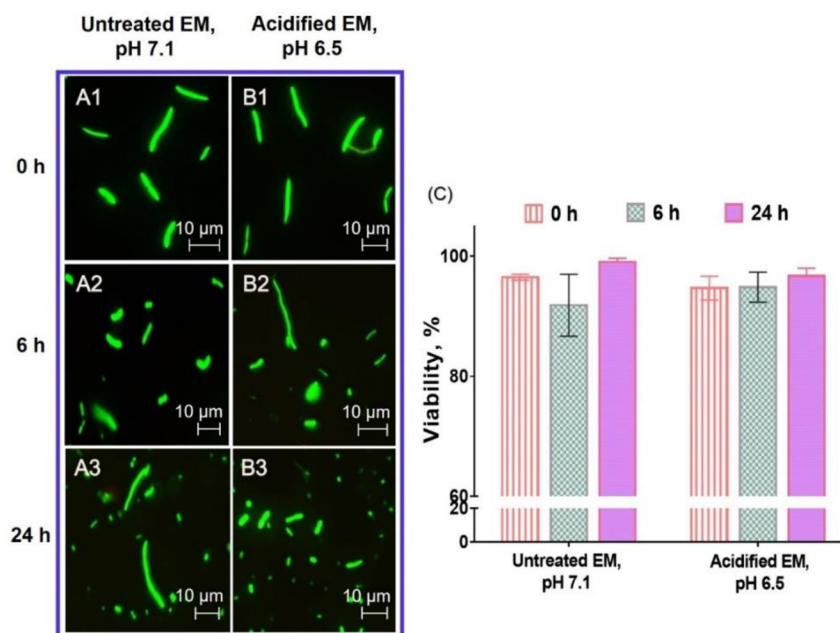 Untreated EM, pH 7.1
Acidified EM, pH 6.5
0 h
A1
10 µm
B1
10 µm
6 h
A2
10 µm
B2
10 µm
24 h
A3
10 µm
B3
10 µm
(C)
0 h
6 h
24 h
Viability, %
100
80
60
20
0
Untreated EM,
pH 7.1
Acidified EM,
pH 6.5